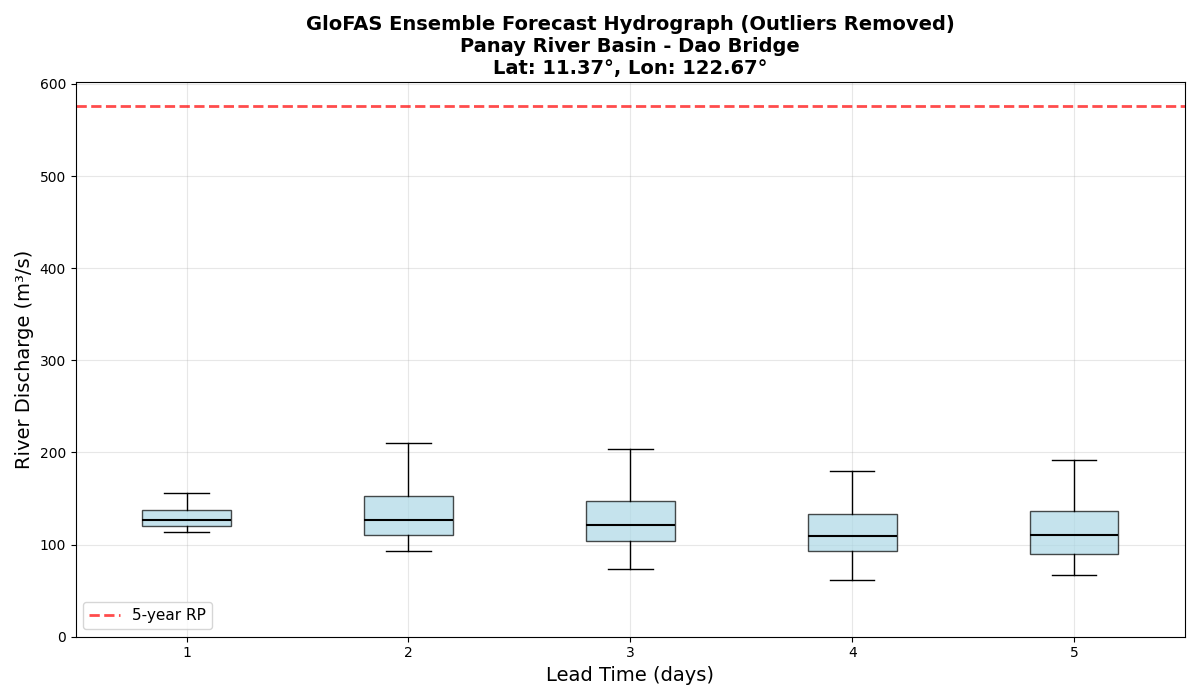 GloFAS Ensemble Forecast Hydrograph (Outliers Removed)
Panay River Basin - Dao Bridge
Lat: 11.37°, Lon: 122.67°
River Discharge (m³/s)
600
500
400
300
200
100
0
5-year RP
1 2 3 4 5
Lead Time (days)